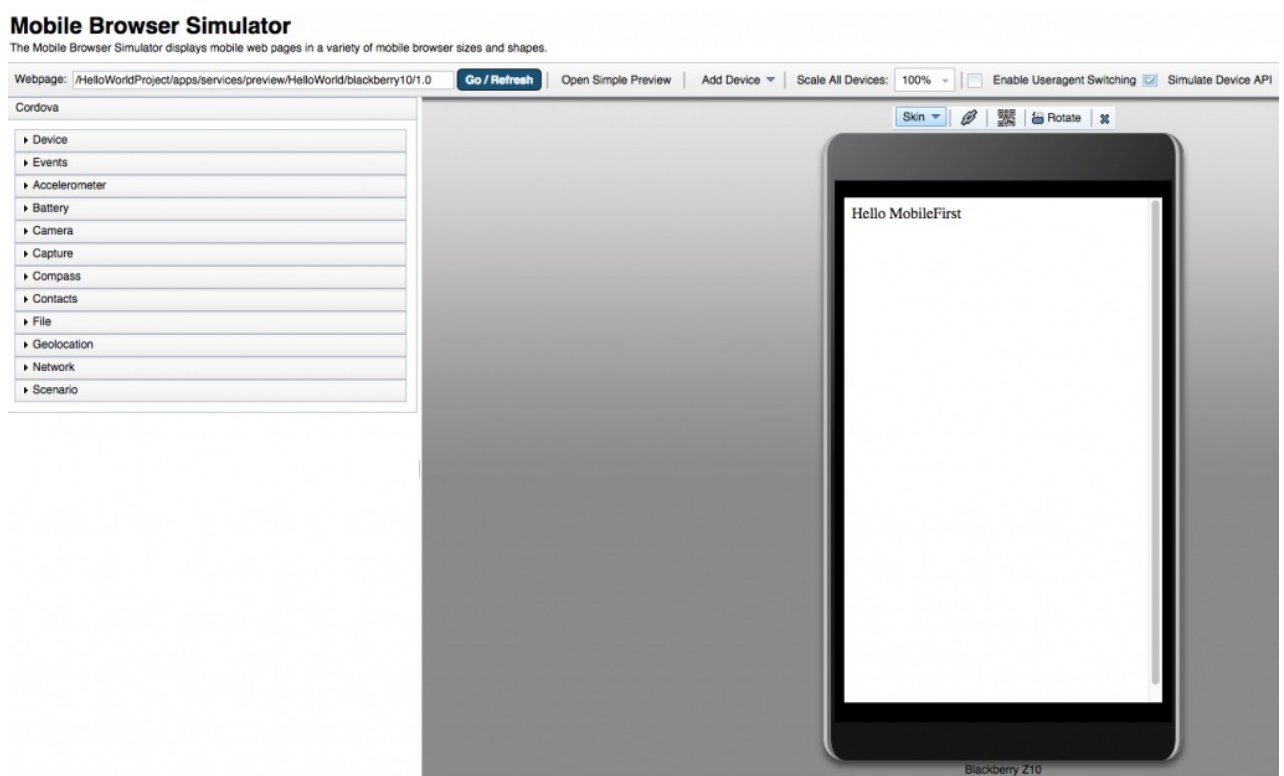 Mobile Browser Simulator
The Mobile Browser Simulator displays mobile web pages in a variety of mobile browser sizes and shapes.
Webpage: /HelloWorldProject/apps/services/preview/HelloWorld/blackberry10/1.0 Go / Refresh Open Simple Preview Add Device Scale All Devices: 100% Enable Useragent Switching Simulate Device API
Cordova
Skin Rotate
Device
Events
Accelerometer
Battery
Camera
Capture
Compass
Contacts
File
Geolocation
Network
Scenario
Hello MobileFirst
Blackberry Z10